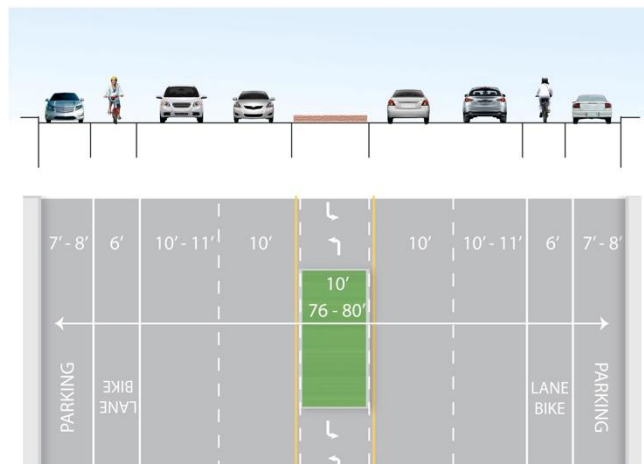 7' - 8' 6' 10' - 11' 10' 10' 10' - 11' 6' 7' - 8'
10'
76 - 80'
PARKING
BIKE
LANE
LANE
BIKE
PARKING